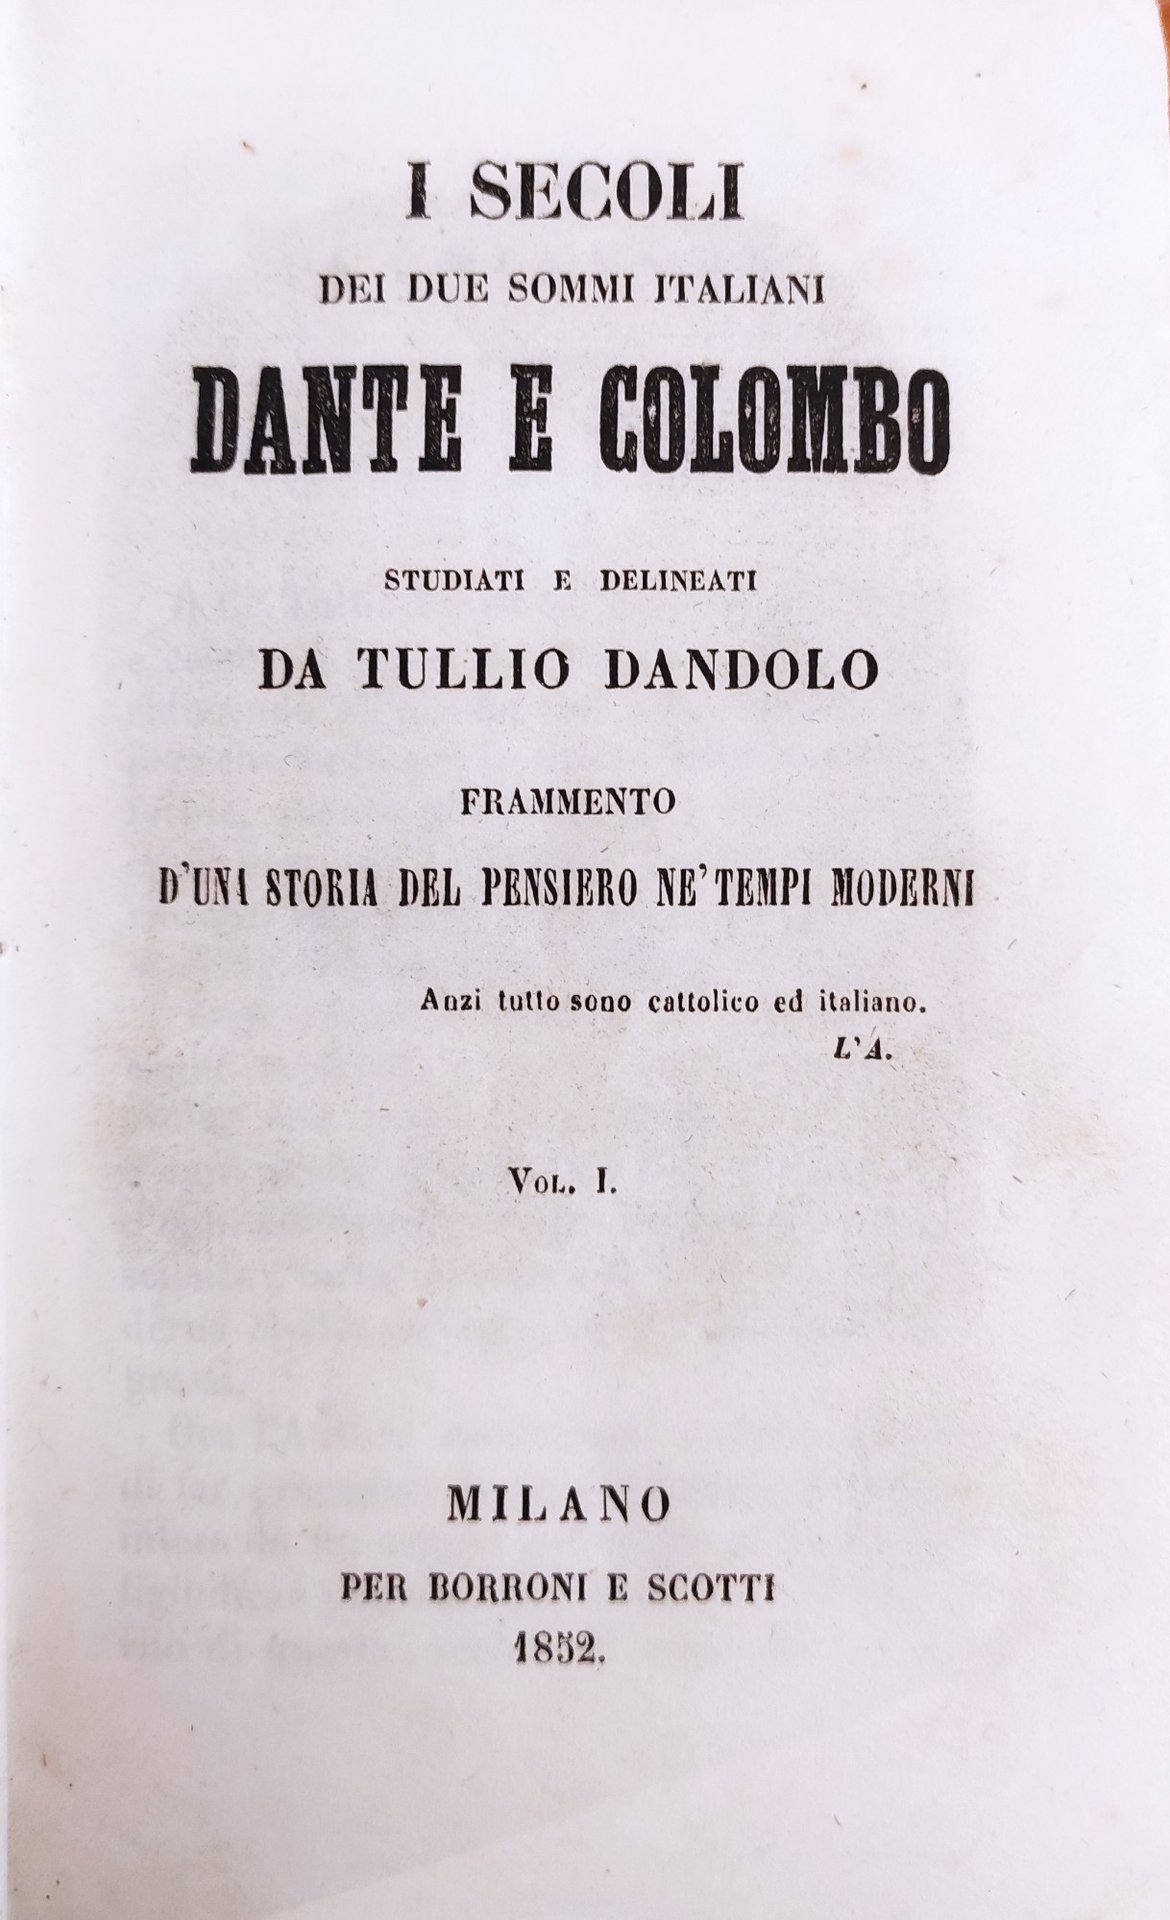 I SECOLI
DEI DUE SOMMI ITALIANI
DANTE E COLOMBO
STUDIATI E DELINEATI
DA TULLIO DANDOLO
FRAMMENTO
D'UNA STORIA DEL PENSIERO NE' TEMPI MODERNI
Anzi tutto sono cattolico ed italiano.
L'A.
VOL. I.
MILANO
PER BORRONI E SCOTTI
1852.